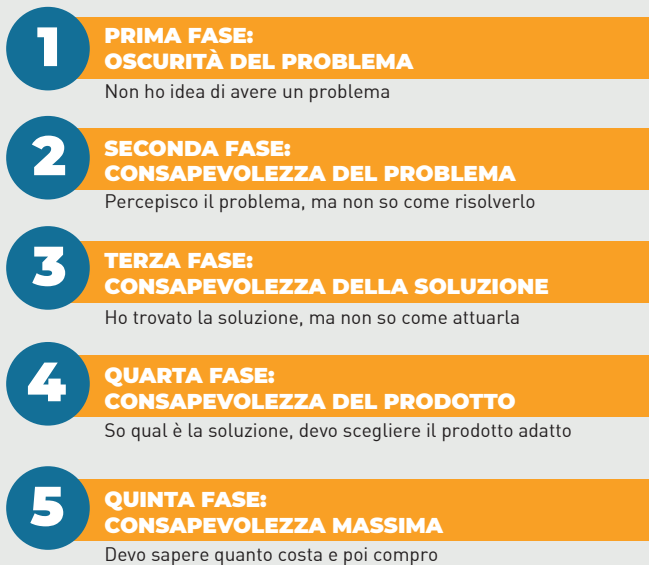 1
PRIMA FASE:
OSCURITÀ DEL PROBLEMA
Non ho idea di avere un problema
2
SECONDA FASE:
CONSAPEVOLEZZA DEL PROBLEMA
Percepisco il problema, ma non so come risolverlo
3
TERZA FASE:
CONSAPEVOLEZZA DELLA SOLUZIONE
Ho trovato la soluzione, ma non so come attuarla
4
QUARTA FASE:
CONSAPEVOLEZZA DEL PRODOTTO
So qual è la soluzione, devo scegliere il prodotto adatto
5
QUINTA FASE:
CONSAPEVOLEZZA MASSIMA
Devo sapere quanto costa e poi compro